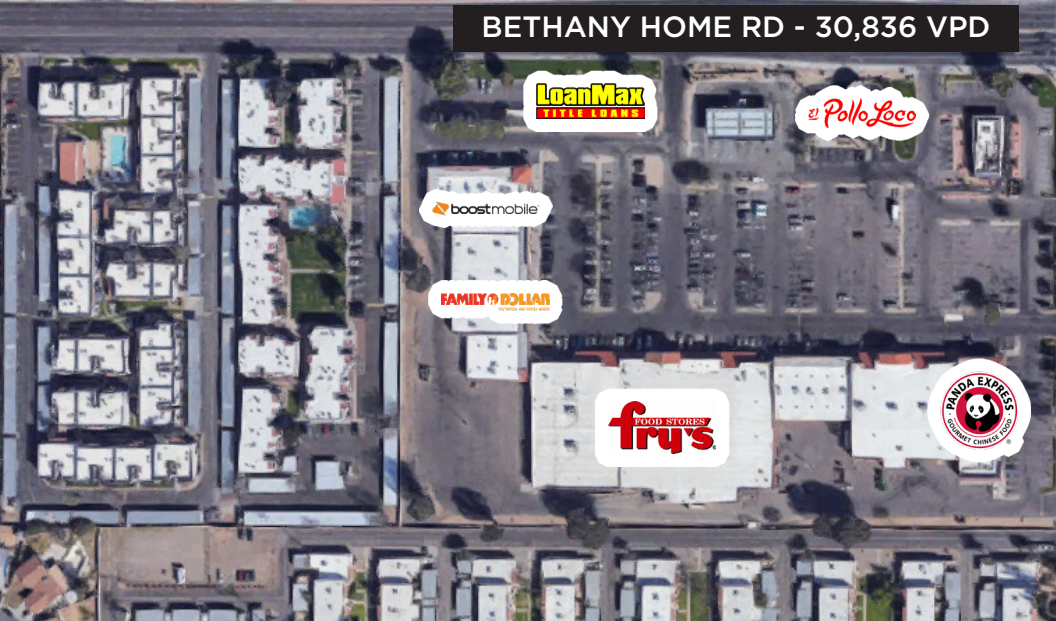 BETHANY HOME RD - 30,836 VPD
LoanMax
TITLE LOANS
El Pollo Loco
boostmobile
FAMILY DOLLAR
FOOD STORES
fry's
PANDA EXPRESS
GOURMET CHINESE FOOD